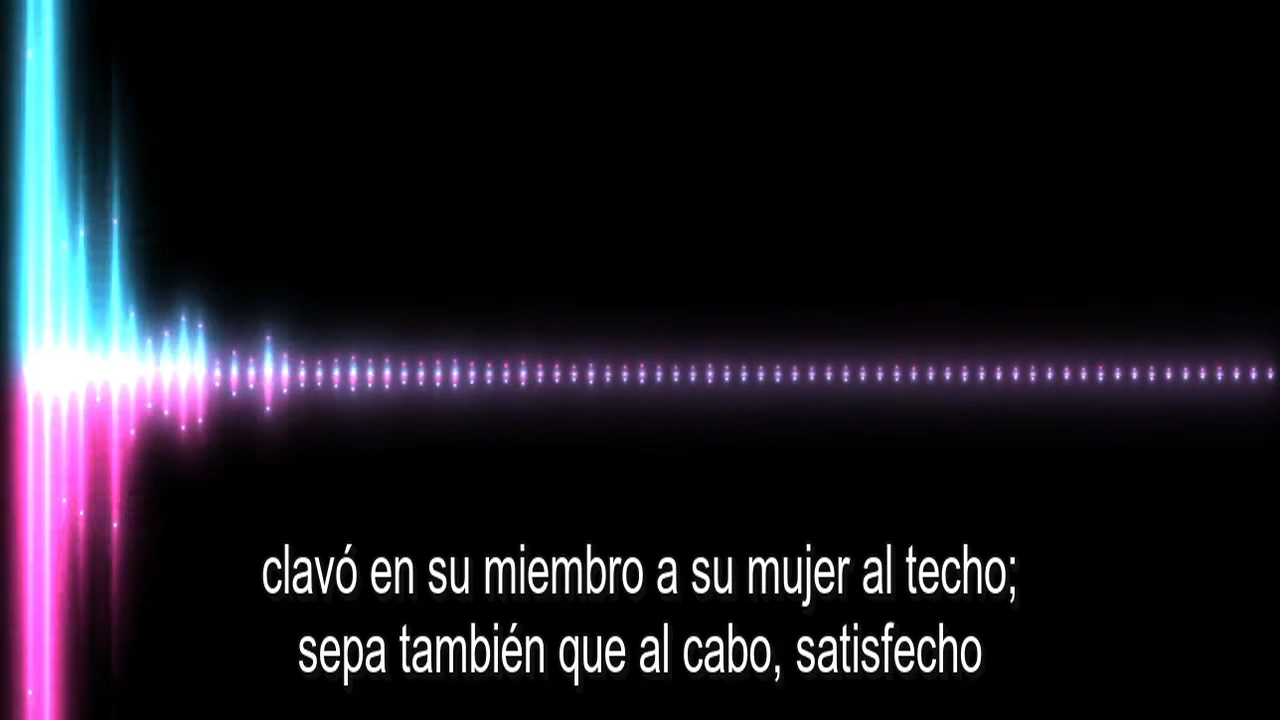 clavó en su miembro a su mujer al techo;
sepa también que al cabo, satisfecho